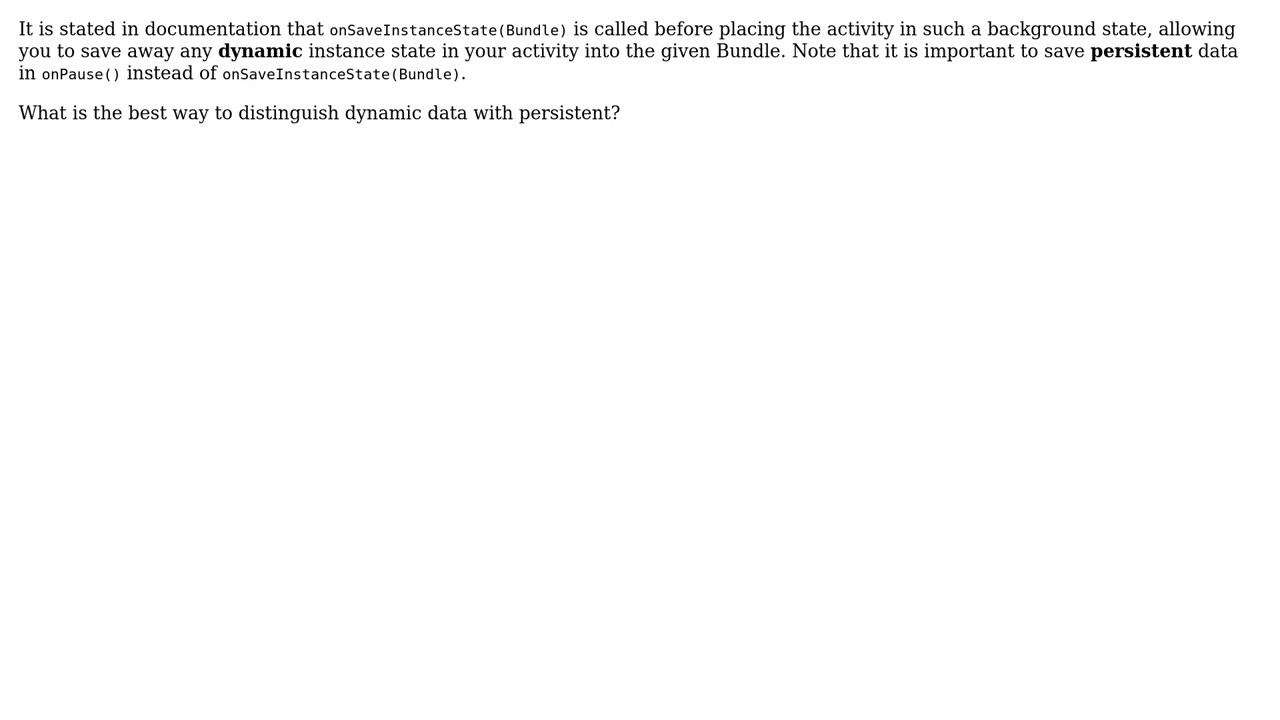 It is stated in documentation that onSaveInstanceState(Bundle) is called before placing the activity in such a background state, allowing
you to save away any dynamic instance state in your activity into the given Bundle. Note that it is important to save persistent data
in onPause() instead of onSaveInstanceState(Bundle).
What is the best way to distinguish dynamic data with persistent?